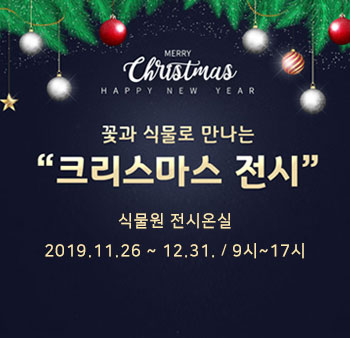 MERRY
Christmas
HAPPY NEW YEAR
꽃과 식물로 만나는
“크리스마스 전시”
식물원 전시온실
2019.11.26 ~ 12.31. / 9시~17시